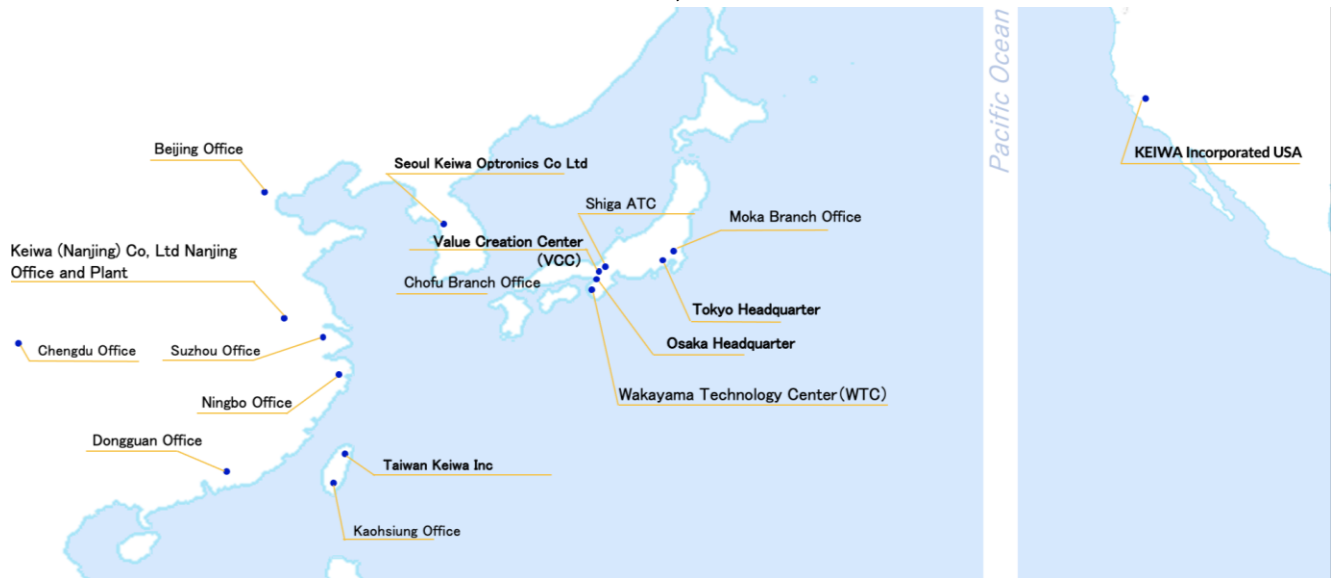 Pacific Ocean
Beijing Office
Seoul Keiwa Optronics Co Ltd
KEIWA Incorporated USA
Shiga ATC
Moka Branch Office
Value Creation Center
(VCC)
Keiwa (Nanjing) Co, Ltd Nanjing
Office and Plant
Chofu Branch Office
Tokyo Headquarter
Osaka Headquarter
Chengdu Office
Suzhou Office
Wakayama Technology Center(WTC)
Ningbo Office
Dongguan Office
Taiwan Keiwa Inc
Kaohsiung Office